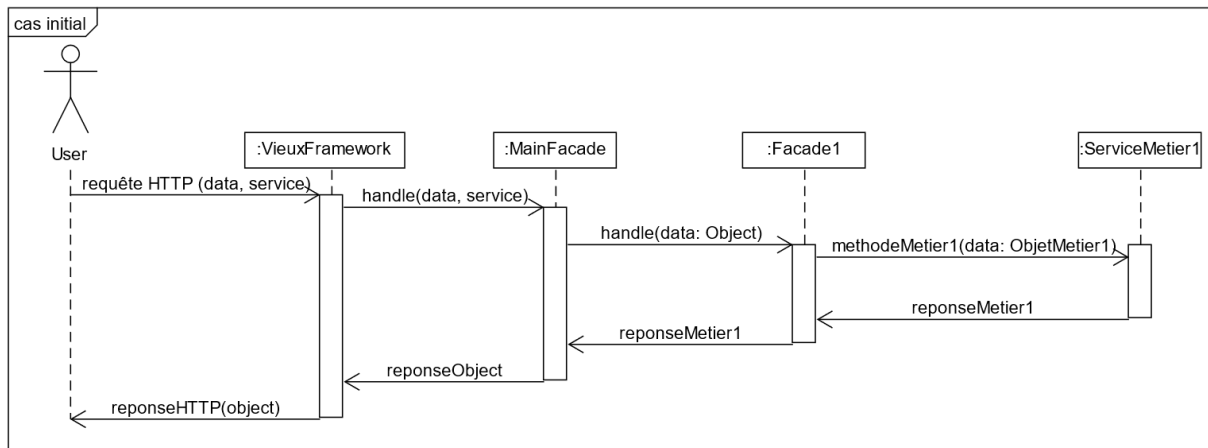 cas initial
User
:VieuxFramework
:MainFacade
:Facade1
:ServiceMetier1
requête HTTP (data, service)
handle(data, service)
handle(data: Object)
methodeMetier1(data: ObjetMetier1)
reponseMetier1
reponseMetier1
reponseObject
reponseHTTP(object)